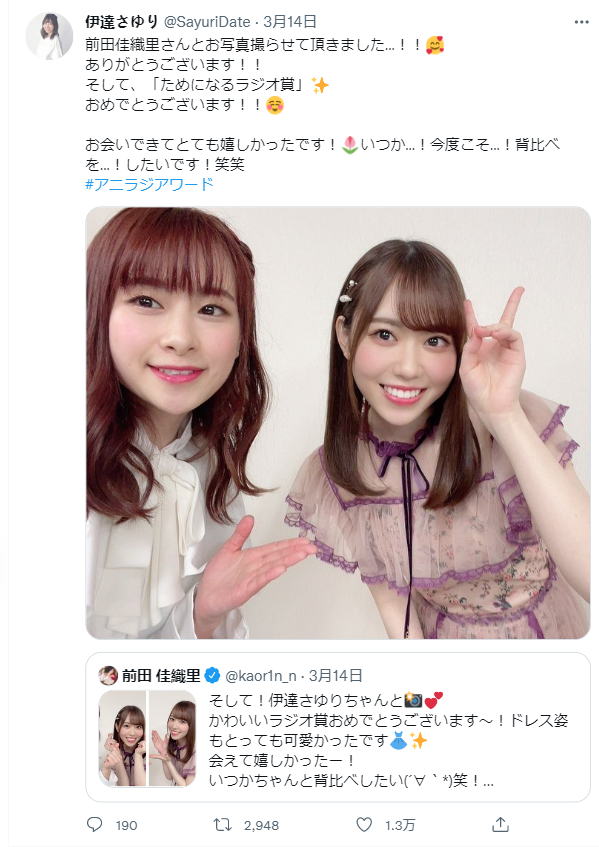 伊達さゆり @SayuriDate · 3月14日
前田佳織里さんとお写真撮らせて頂きました...！！🥰
ありがとうございます！！
そして、「ためになるラジオ賞」✨
おめでとうございます！！☺️
お会いできてとても嬉しかったです！🌷いつか...！今度こそ...！背比べ
を...！したいです！笑笑
#アニラジアワード
前田 佳織里 @kaor1n_n · 3月14日
そして！伊達さゆりちゃんと📸💕
かわいいラジオ賞おめでとうございます〜！ドレス姿
もとっても可愛かったです👗✨
会えて嬉しかったー！
いつかちゃんと背比べしたい(´∀｀*)笑！...
190 2,948 1.3万